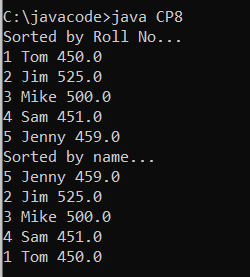 C:\javacode>java CP8
Sorted by Roll No...
1 Tom 450.0
2 Jim 525.0
3 Mike 500.0
4 Sam 451.0
5 Jenny 459.0
Sorted by name...
5 Jenny 459.0
2 Jim 525.0
3 Mike 500.0
4 Sam 451.0
1 Tom 450.0